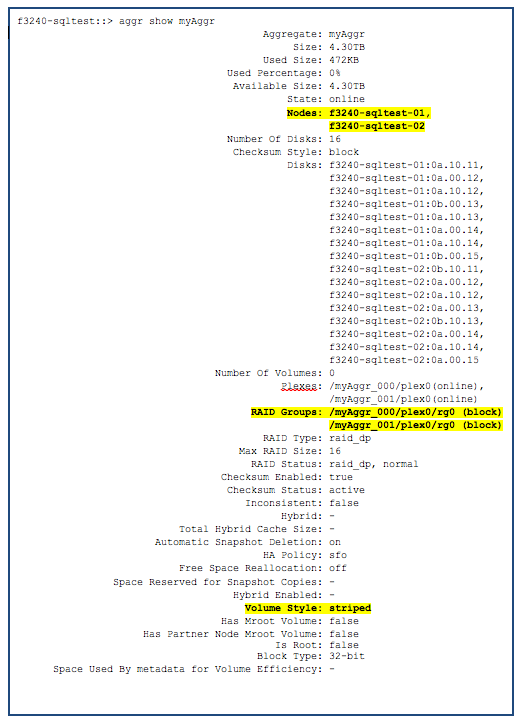 f3240-sqltest::> aggr show myAggr
Aggregate: myAggr
Size: 4.30TB
Used Size: 472KB
Used Percentage: 0%
Available Size: 4.30TB
State: online
Nodes: f3240-sqltest-01,
f3240-sqltest-02
Number Of Disks: 16
Checksum Style: block
Disks: f3240-sqltest-01:0a.10.11,
f3240-sqltest-01:0a.00.12,
f3240-sqltest-01:0a.10.12,
f3240-sqltest-01:0b.00.13,
f3240-sqltest-01:0a.10.13,
f3240-sqltest-01:0a.00.14,
f3240-sqltest-01:0a.10.14,
f3240-sqltest-01:0b.00.15,
f3240-sqltest-02:0b.10.11,
f3240-sqltest-02:0a.00.12,
f3240-sqltest-02:0a.10.12,
f3240-sqltest-02:0a.00.13,
f3240-sqltest-02:0b.10.13,
f3240-sqltest-02:0a.00.14,
f3240-sqltest-02:0a.10.14,
f3240-sqltest-02:0a.00.15
Number Of Volumes: 0
Plexes: /myAggr_000/plex0(online),
/myAggr_001/plex0(online)
RAID Groups: /myAggr_000/plex0/rg0 (block)
/myAggr_001/plex0/rg0 (block)
RAID Type: raid_dp
Max RAID Size: 16
RAID Status: raid_dp, normal
Checksum Enabled: true
Checksum Status: active
Inconsistent: false
Hybrid: -
Total Hybrid Cache Size: -
Automatic Snapshot Deletion: on
HA Policy: sfo
Free Space Reallocation: off
Space Reserved for Snapshot Copies: -
Hybrid Enabled: -
Volume Style: striped
Has Mroot Volume: false
Has Partner Node Mroot Volume: false
Is Root: false
Block Type: 32-bit
Space Used By metadata for Volume Efficiency: -